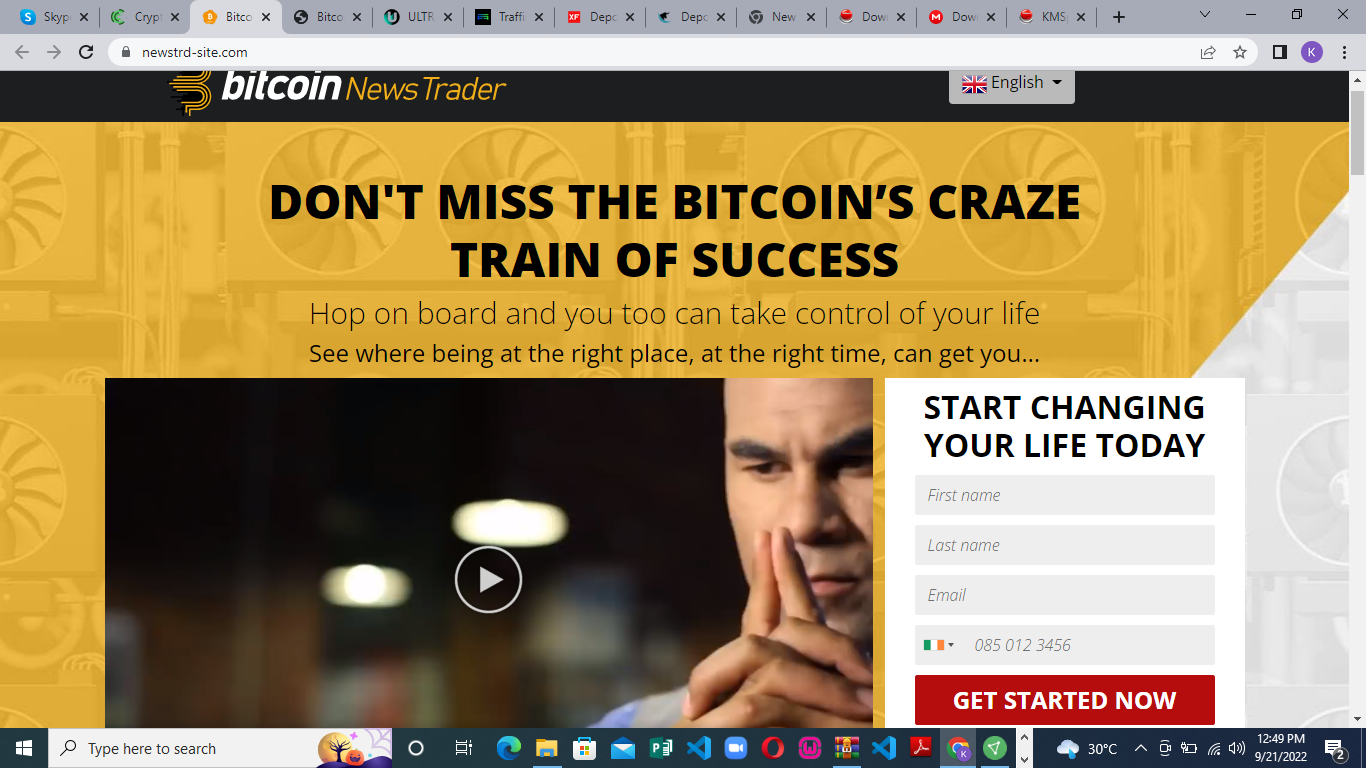 Skyp
Crypt
Bitco
Bitco
ULTR
Traffi
XF
Depo
Depo
New
Dow
Dow
KMS
newstrd-site.com
K
bitcoin News Trader
English
DON'T MISS THE BITCOIN’S CRAZE
TRAIN OF SUCCESS
Hop on board and you too can take control of your life
See where being at the right place, at the right time, can get you...
START CHANGING
YOUR LIFE TODAY
First name
Last name
Email
085 012 3456
GET STARTED NOW
Type here to search
30°C
12:49 PM
9/21/2022
2